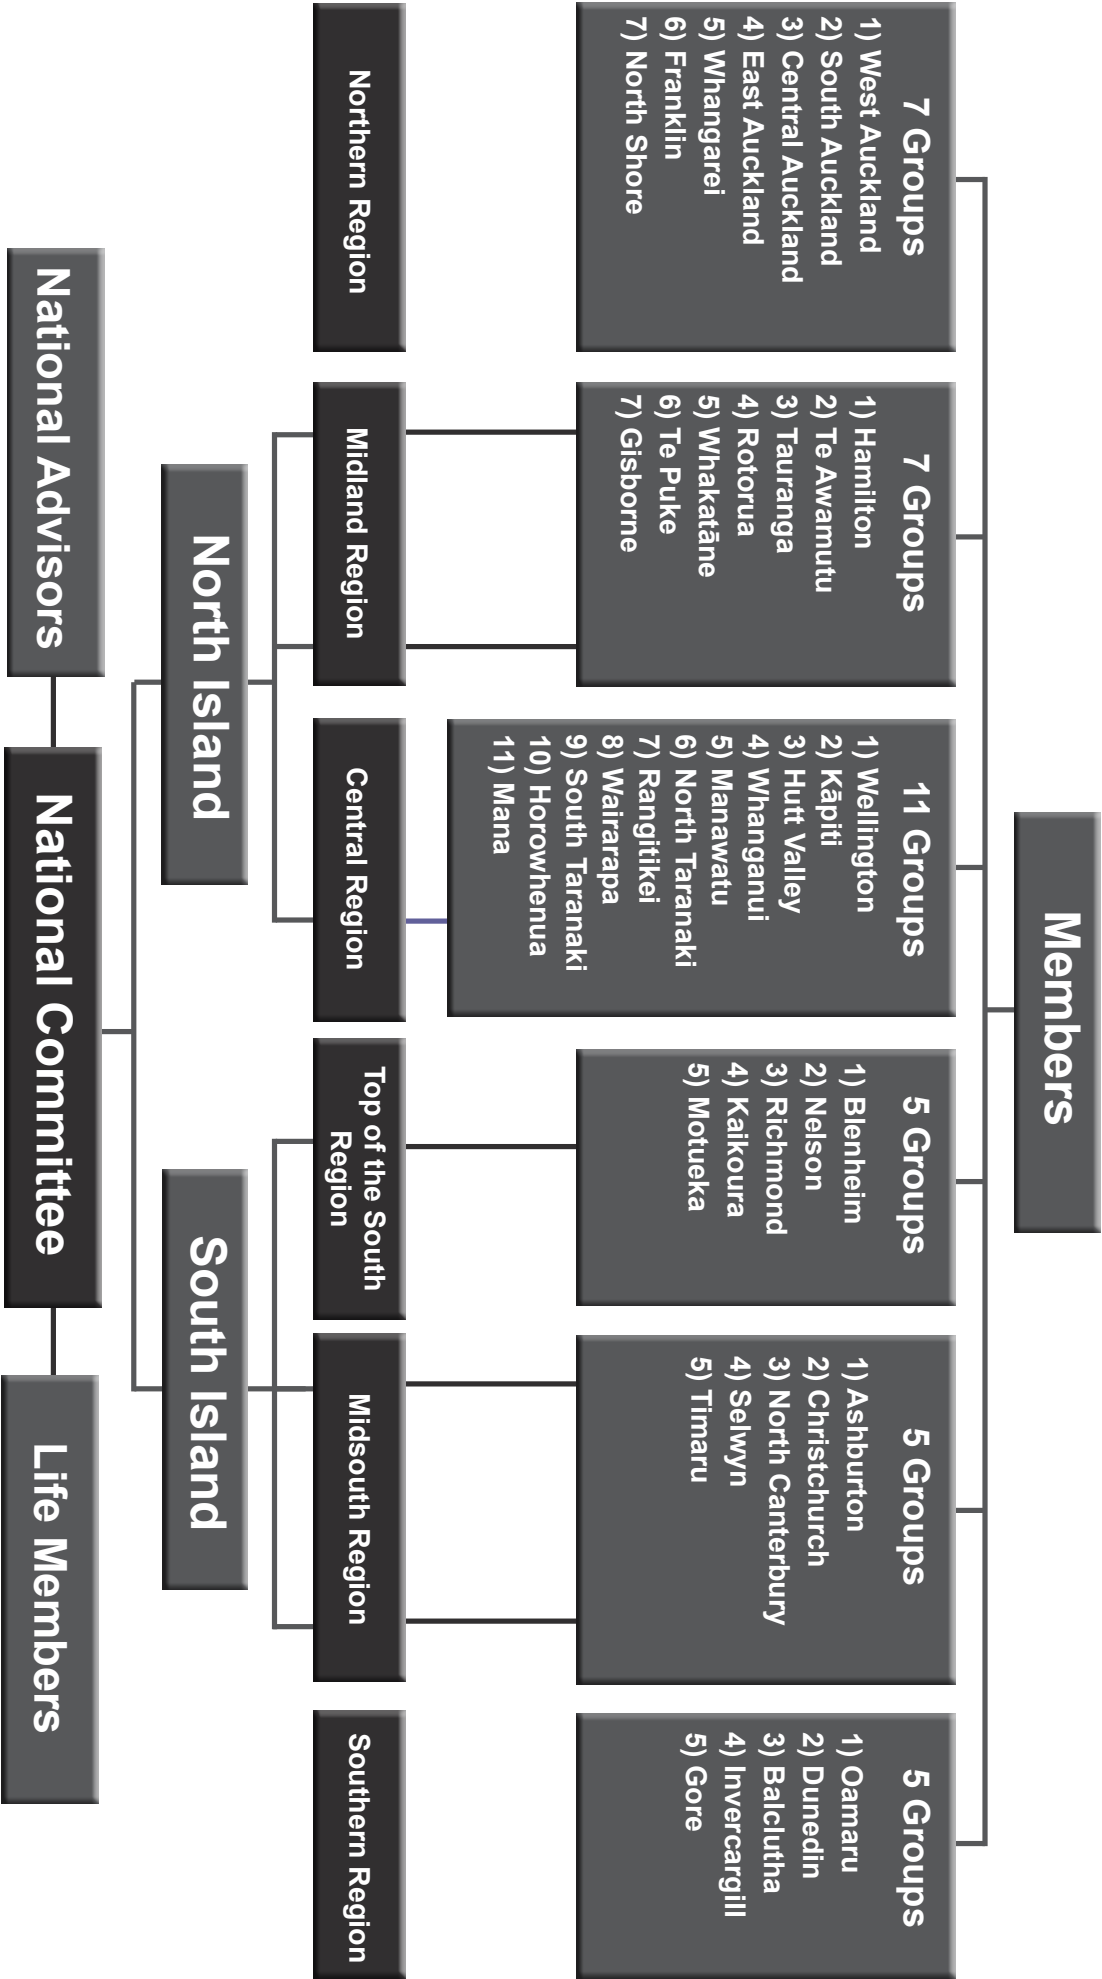 Members
7 Groups
1) West Auckland
2) South Auckland
3) Central Auckland
4) East Auckland
5) Whangarei
6) Franklin
7) North Shore
7 Groups
1) Hamilton
2) Te Awamutu
3) Tauranga
4) Rotorua
5) Whakatāne
6) Te Puke
7) Gisborne
11 Groups
1) Wellington
2) Kāpiti
3) Hutt Valley
4) Whanganui
5) Manawatu
6) North Taranaki
7) Rangitikei
8) Wairarapa
9) South Taranaki
10) Horowhenua
11) Mana
5 Groups
1) Blenheim
2) Nelson
3) Richmond
4) Kaikoura
5) Motueka
5 Groups
1) Ashburton
2) Christchurch
3) North Canterbury
4) Selwyn
5) Timaru
5 Groups
1) Oamaru
2) Dunedin
3) Balclutha
4) Invercargill
5) Gore
Northern Region
Midland Region
Central Region
Top of the South
Region
Midsouth Region
Southern Region
North Island
South Island
National Advisors
National Committee
Life Members